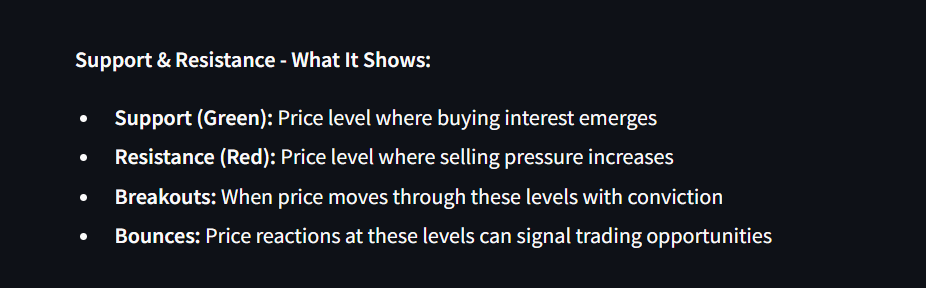 Support & Resistance - What It Shows:
• Support (Green): Price level where buying interest emerges
• Resistance (Red): Price level where selling pressure increases
• Breakouts: When price moves through these levels with conviction
• Bounces: Price reactions at these levels can signal trading opportunities